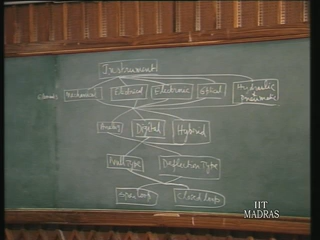 Instrument
Mechanical Electrical Electronic Optical Hydraulic & Pneumatic
Analog Digital Hybrid
Null Type Deflection Type
Open loop Closed loop
IIT
MADRAS